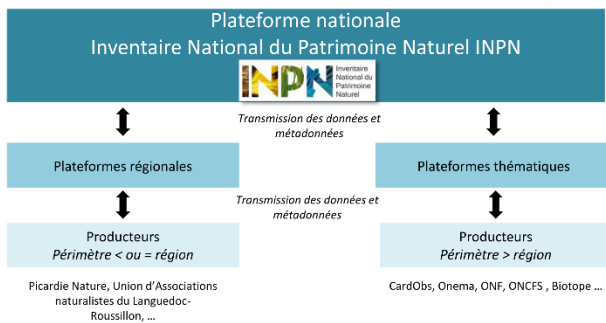 Plateforme nationale
Inventaire National du Patrimoine Naturel INPN
INPN
Inventaire
National du
Patrimoine
Naturel
Transmission des données et
métadonnées
Plateformes régionales
Plateformes thématiques
Transmission des données et
métadonnées
Producteurs
Périmètre < ou = région
Producteurs
Périmètre > région
Picardie Nature, Union d’Associations
naturalistes du Languedoc-
Roussillon, ...
CardObs, Onema, ONF, ONCFS , Biotope ...